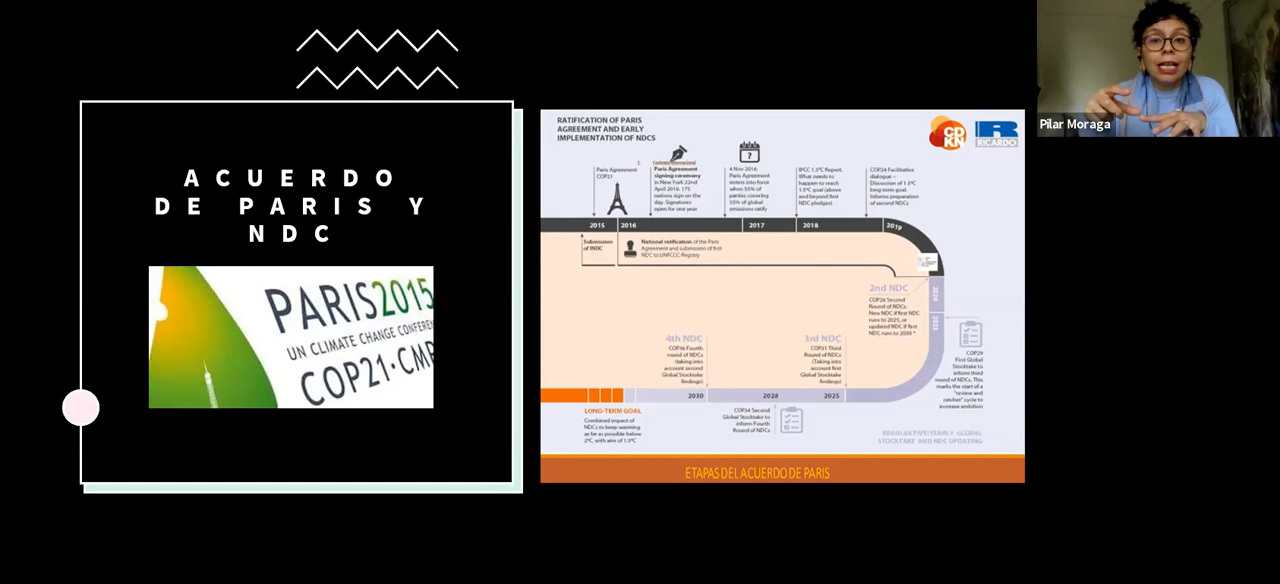 ACUERDO
DE PARIS Y
NDC
PARIS2015
UN CLIMATE CHANGE CONFEREN
COP21·CMP
RATIFICATION OF PARIS
AGREEMENT AND EARLY
IMPLEMENTATION OF NDCS
CDKN
RICARDO
Paris Agreement
COP21
Paris Agreement
signing ceremony
in New York 22nd
April 2016. 175
nations sign on the
day. Signatures
open for one year
?
4 Nov 2016:
Paris Agreement
enters into force
when 55% of
parties covering
55% of global
emissions ratify
IPCC 1.5ºC Report.
What needs to
happen to reach
1.5ºC goal (above
and beyond first
NDC pledges)
COP24 Facilitative
dialogue –
Discussion of 1.5ºC
long term goal.
Informs preparation
of second NDCs
2015
2016
2017
2018
2019
Submission
of INDC
National ratification of the Paris
Agreement and submission of first
NDC to UNFCCC Registry
2nd NDC
COP26 Second
Round of NDCs.
New NDC if first NDC
runs to 2025, or
updated NDC if first
NDC runs to 2030 *
First Global
Stocktake to
inform third
round of NDCs. This
marks the start of a
"review and
ratchet" cycle to
increase ambition
3rd NDC
COP31 Third
Round of NDCs
(Taking into
account first
Global Stocktake
findings)
4th NDC
COP36 Fourth
round of NDCs
(taking into
account second
Global Stocktake
findings)
2030
2028
2025
LONG-TERM GOAL
Combined impact of
NDCs to keep warming
as far as possible below
2ºC, with aim of 1.5ºC
COP34 Second
Global Stocktake to
inform Fourth
Round of NDCs
REGULAR FIVE-YEARLY GLOBAL
STOCKTAKE AND NDC UPDATING
ETAPAS DEL ACUERDO DE PARIS
Pilar Moraga